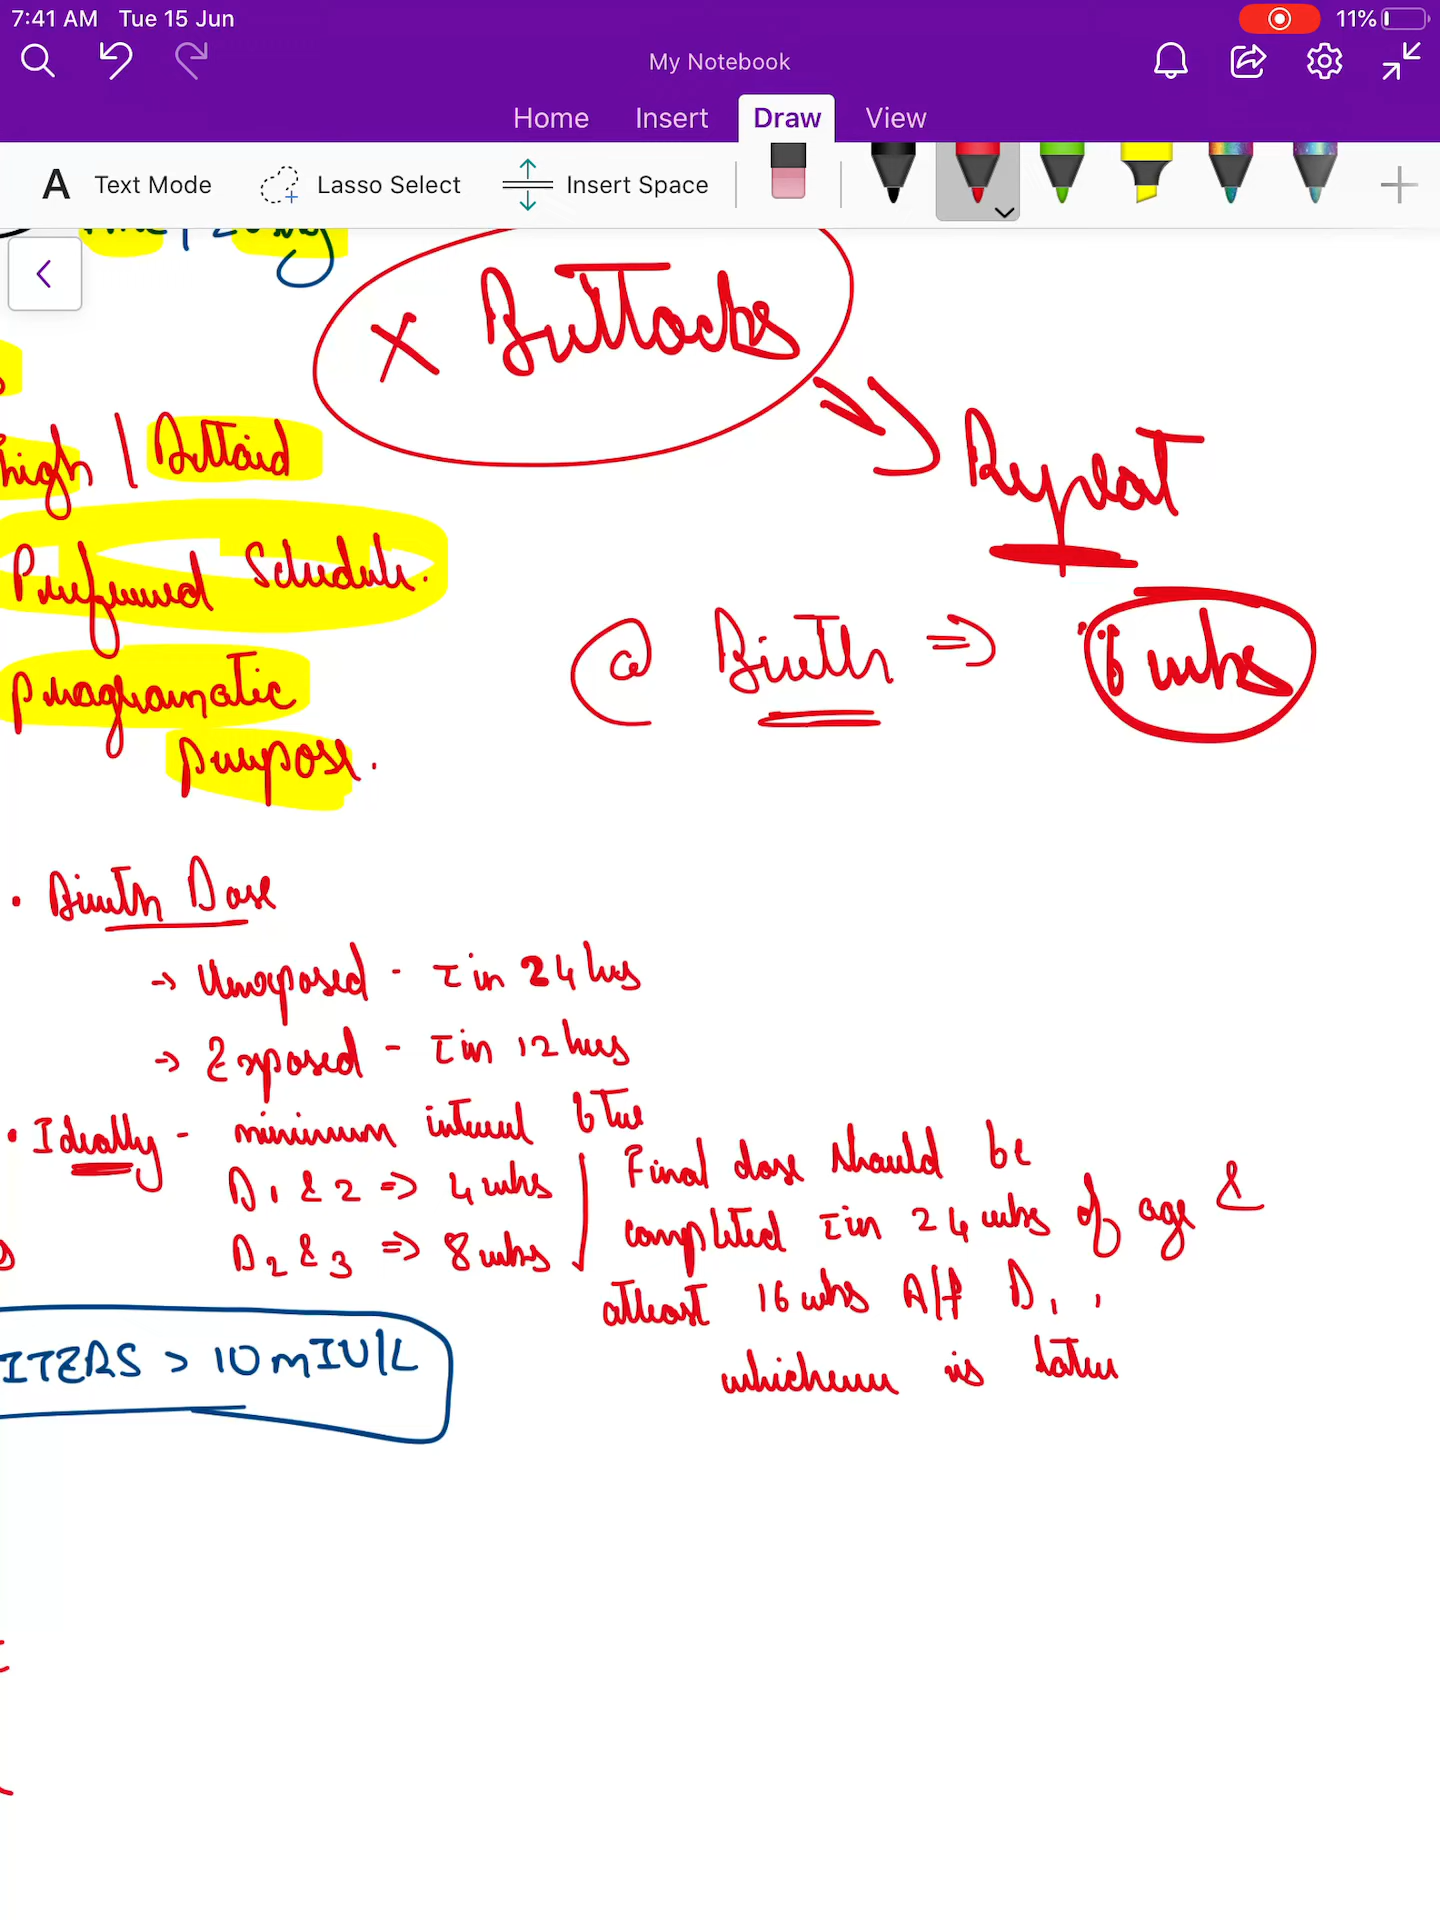 7:41 AM Tue 15 Jun
11%
My Notebook
Home Insert Draw View
A Text Mode Lasso Select Insert Space
X Buttocks
high | Deltoid
Repeat
Preferred Schedule.
@ Birth => 6 wks
programatic
purpose.
• Birth Dose
-> Unexposed - in 24 hrs
-> Exposed - in 12 hrs
• Ideally - minimum interval btw
D1 & 2 => 4 wks
D2 & 3 => 8 wks
Final dose should be
completed in 24 wks of age &
atleast 16 wks Aff D1,
whichever is later
ITERS > 10 mIU/L